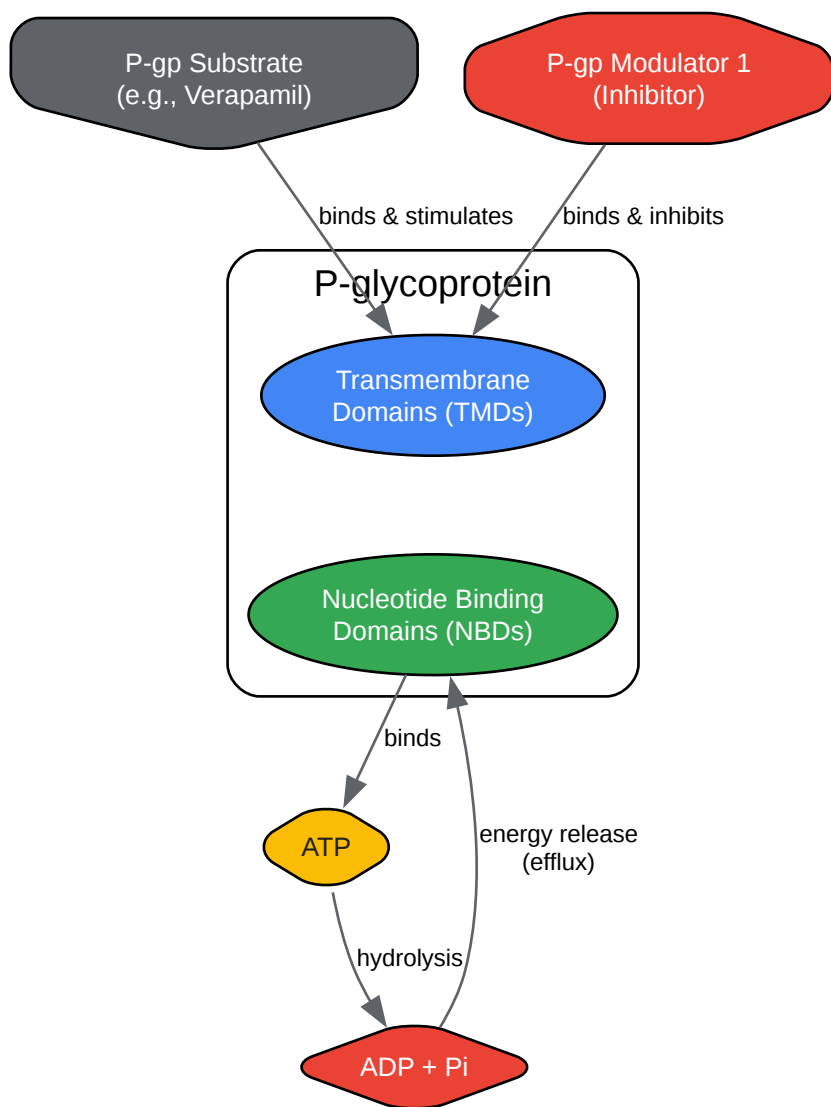 P-gp Substrate
(e.g., Verapamil)
P-gp Modulator 1
(Inhibitor)
binds & stimulates
binds & inhibits
P-glycoprotein
Transmembrane
Domains (TMDs)
Nucleotide Binding
Domains (NBDs)
binds
ATP
energy release
(efflux)
hydrolysis
ADP + Pi